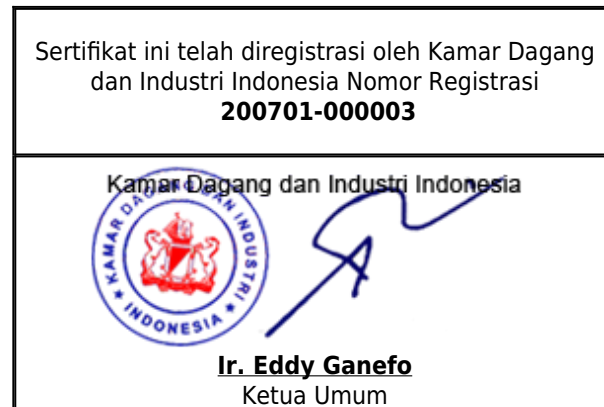 Sertifikat ini telah diregistrasi oleh Kamar Dagang
dan Industri Indonesia Nomor Registrasi
200701-000003
Kamar Dagang dan Industri Indonesia
KAMAR DAGANG DAN INDUSTRI
INDONESIA
Ir. Eddy Ganefo
Ketua Umum